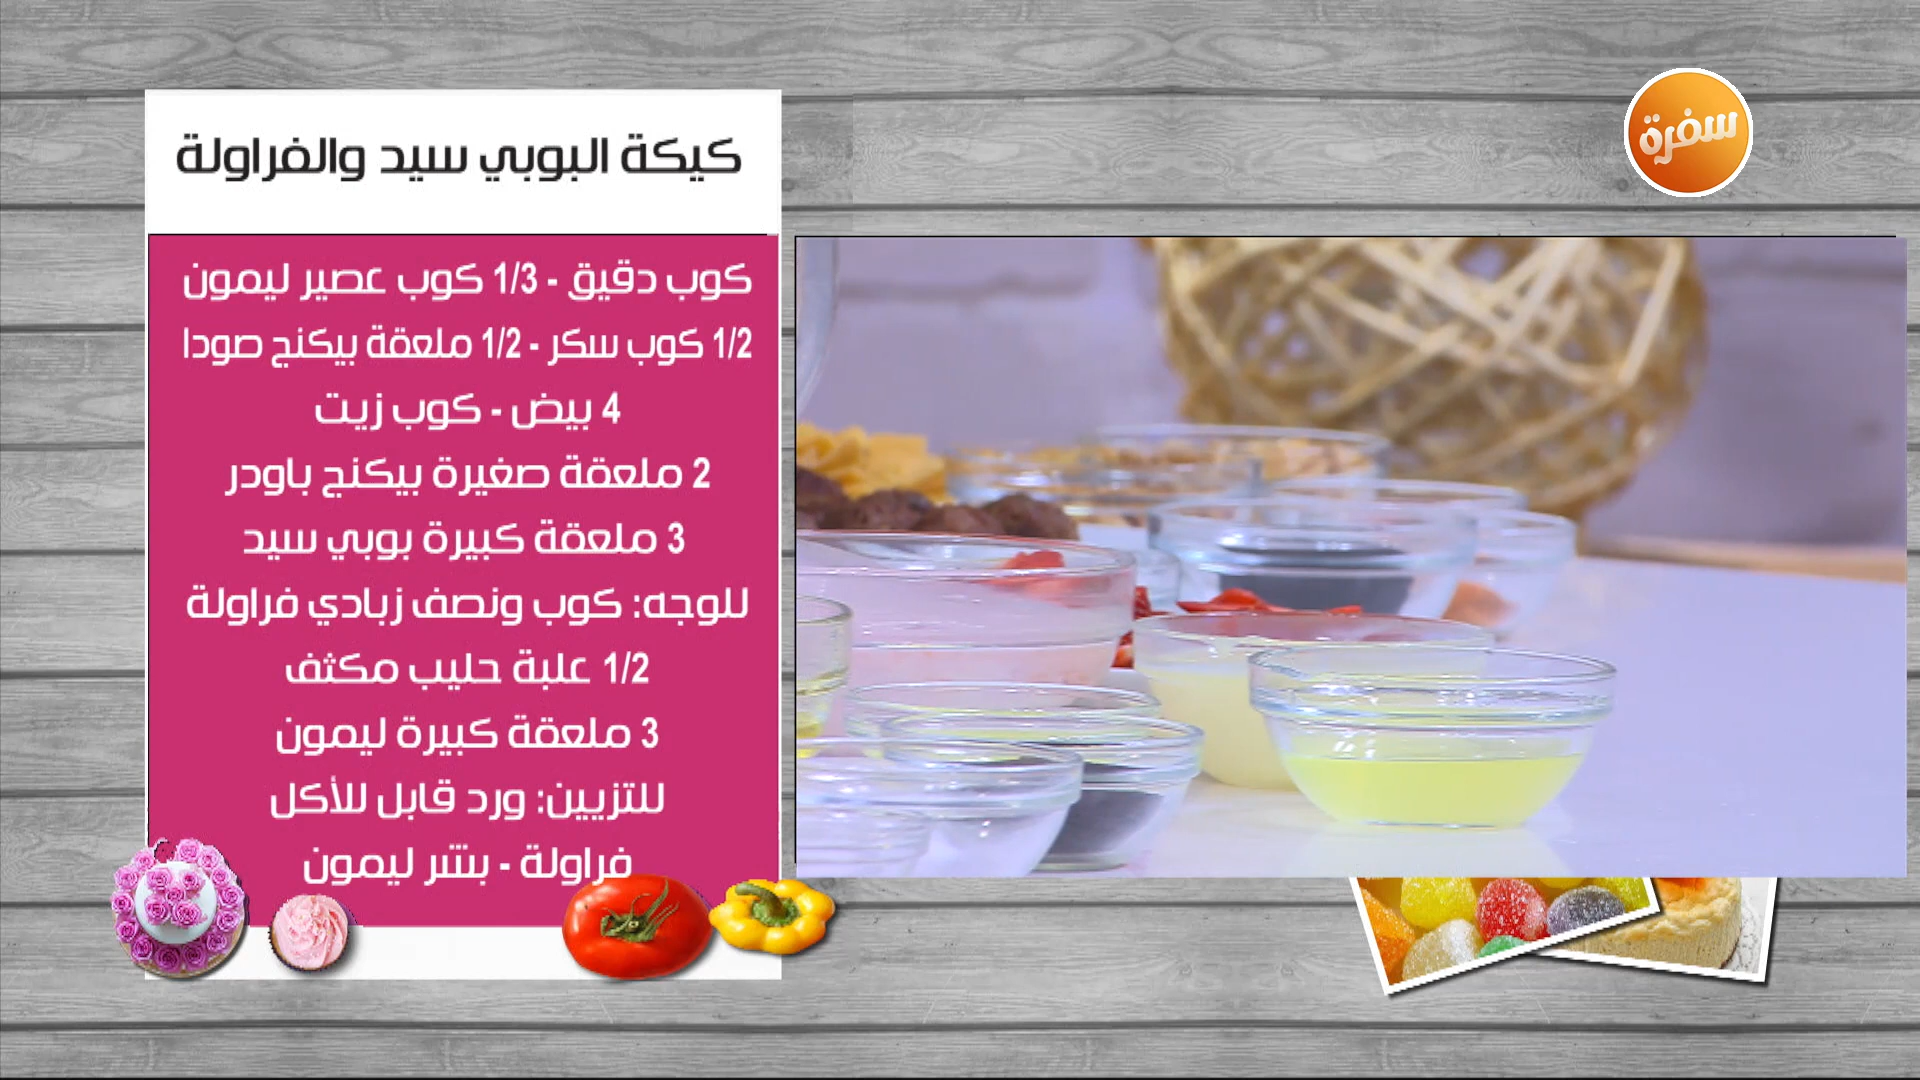 سفرة
كيكة البوبي سيد والفراولة
كوب دقيق - 1/3 كوب عصير ليمون
1/2 كوب سكر - 1/2 ملعقة بيكنج صودا
4 بيض - كوب زيت
2 ملعقة صغيرة بيكنج باودر
3 ملعقة كبيرة بوبي سيد
للوجه: كوب ونصف زبادي فراولة
1/2 علبة حليب مكثف
3 ملعقة كبيرة ليمون
للتزيين: ورد قابل للأكل
فراولة - بشر ليمون